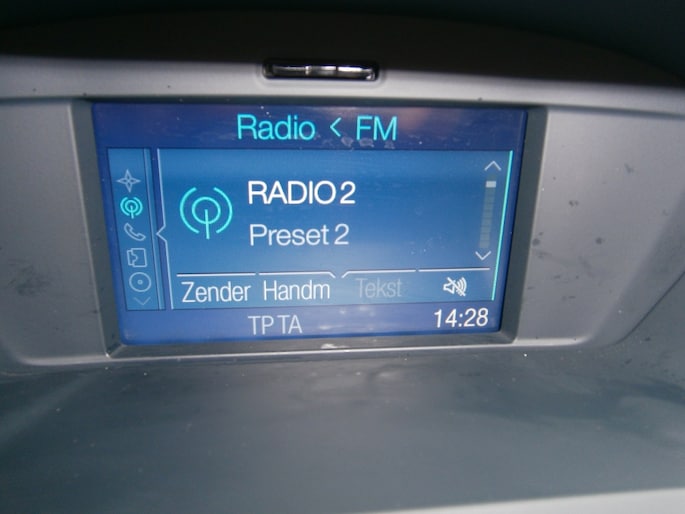 Radio < FM
RADIO 2
Preset 2
Zender Handm Tekst
TP TA 14:28